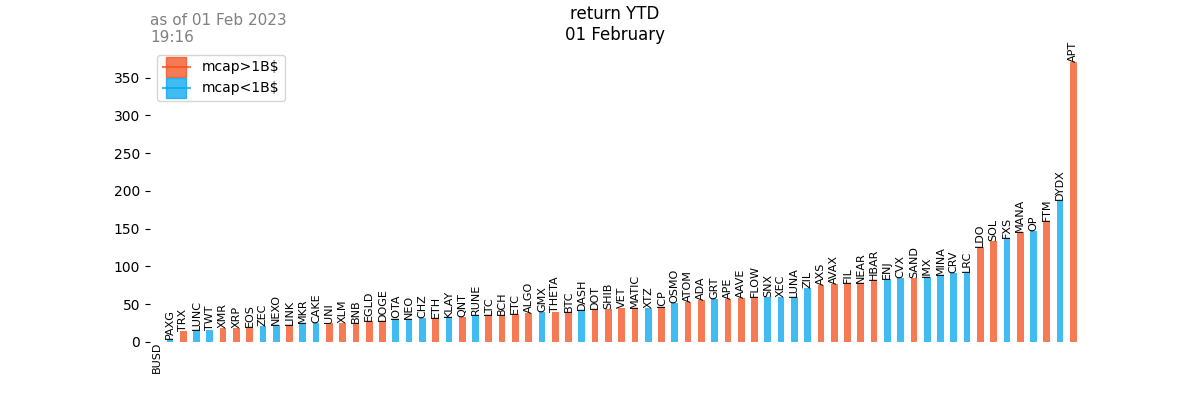 as of 01 Feb 2023
19:16
return YTD
01 February
mcap>1B$
mcap<1B$
350
300
250
200
150
100
50
0
BUSD
PAXG
TRX
LUNC
TWT
XMR
XRP
EOS
ZEC
NEXO
LINK
MKR
CAKE
UNI
XLM
BNB
EGLD
DOGE
IOTA
NEO
CHZ
ETH
KLAY
QNT
RUNE
LTC
BCH
ETC
ALGO
GMX
THETA
BTC
DASH
DOT
SHIB
VET
MATIC
XTZ
ICP
OSMO
ATOM
ADA
GRT
APE
AAVE
FLOW
SNX
XEC
LUNA
ZIL
AXS
AVAX
FIL
NEAR
HBAR
ENJ
CVX
SAND
IMX
MINA
CRV
LRC
LDO
SOL
FXS
MANA
OP
FTM
DYDX
APT